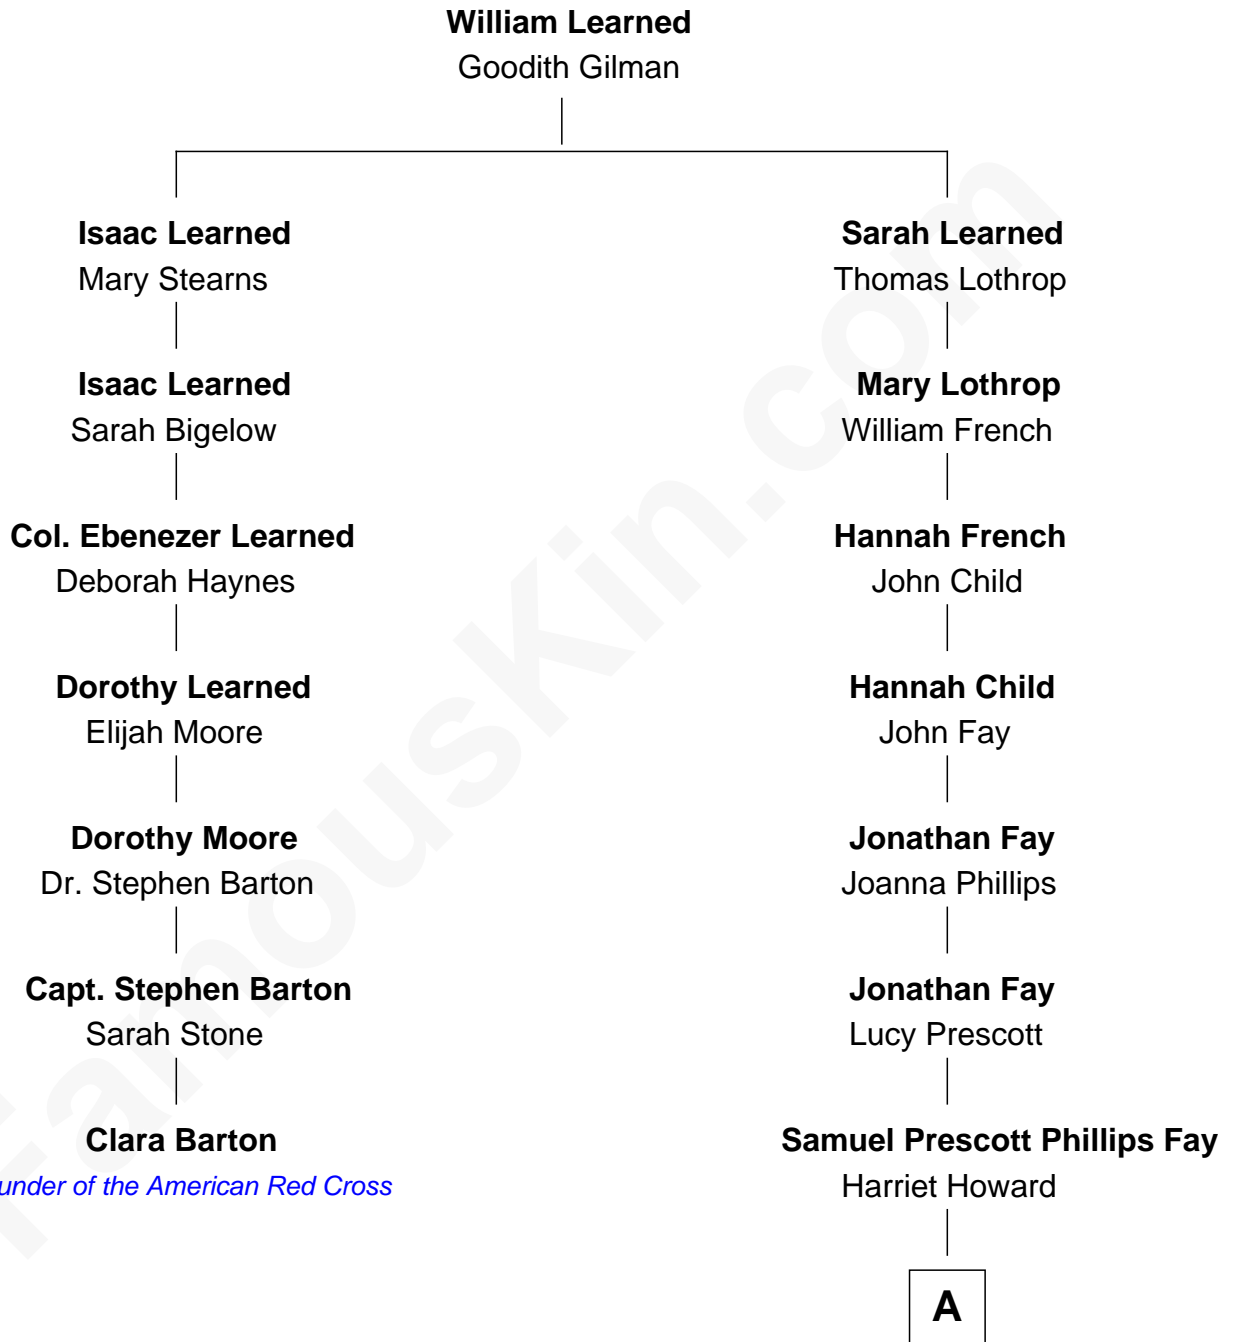 William Learned
Goodith Gilman
Isaac Learned
Mary Stearns
Isaac Learned
Sarah Bigelow
Col. Ebenezer Learned
Deborah Haynes
Dorothy Learned
Elijah Moore
Dorothy Moore
Dr. Stephen Barton
Capt. Stephen Barton
Sarah Stone
Clara Barton
under of the American Red Cross
Sarah Learned
Thomas Lothrop
Mary Lothrop
William French
Hannah French
John Child
Hannah Child
John Fay
Jonathan Fay
Joanna Phillips
Jonathan Fay
Lucy Prescott
Samuel Prescott Phillips Fay
Harriet Howard
A
FamousKin.com